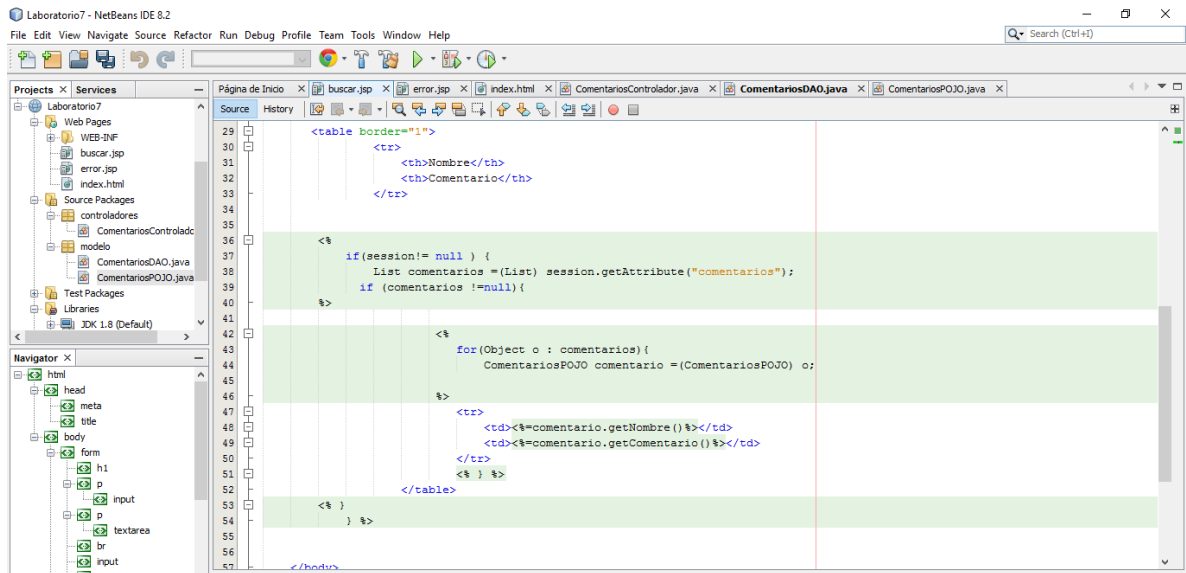 Laboratorio7 - NetBeans IDE 8.2
File Edit View Navigate Source Refactor Run Debug Profile Team Tools Window Help
Search (Ctrl+I)
Projects Services
Laboratorio7
Web Pages
WEB-INF
buscar.jsp
error.jsp
index.html
Source Packages
controladores
ComentariosControladc
modelo
ComentariosDAO.java
ComentariosPOJO.java
Test Packages
Libraries
JDK 1.8 (Default)
Navigator
html
head
meta
title
body
form
h1
p
input
p
textarea
br
input
Página de Inicio buscar.jsp error.jsp index.html ComentariosControlador.java ComentariosDAO.java ComentariosPOJO.java
Source History
29 <table border="1">
30 <tr>
31 <th>Nombre</th>
32 <th>Comentario</th>
33 </tr>
34
35
36 <%
37 if(session!= null ) {
38 List comentarios =(List) session.getAttribute("comentarios");
39 if (comentarios !=null){
40 %>
41
42 <%
43 for(Object o : comentarios){
44 ComentariosPOJO comentario =(ComentariosPOJO) o;
45
46 %>
47 <tr>
48 <td><%=comentario.getNombre()%></td>
49 <td><%=comentario.getComentario()%></td>
50 </tr>
51 <% } %>
52 </table>
53 <% }
54 } %>
55
56
57 </body>